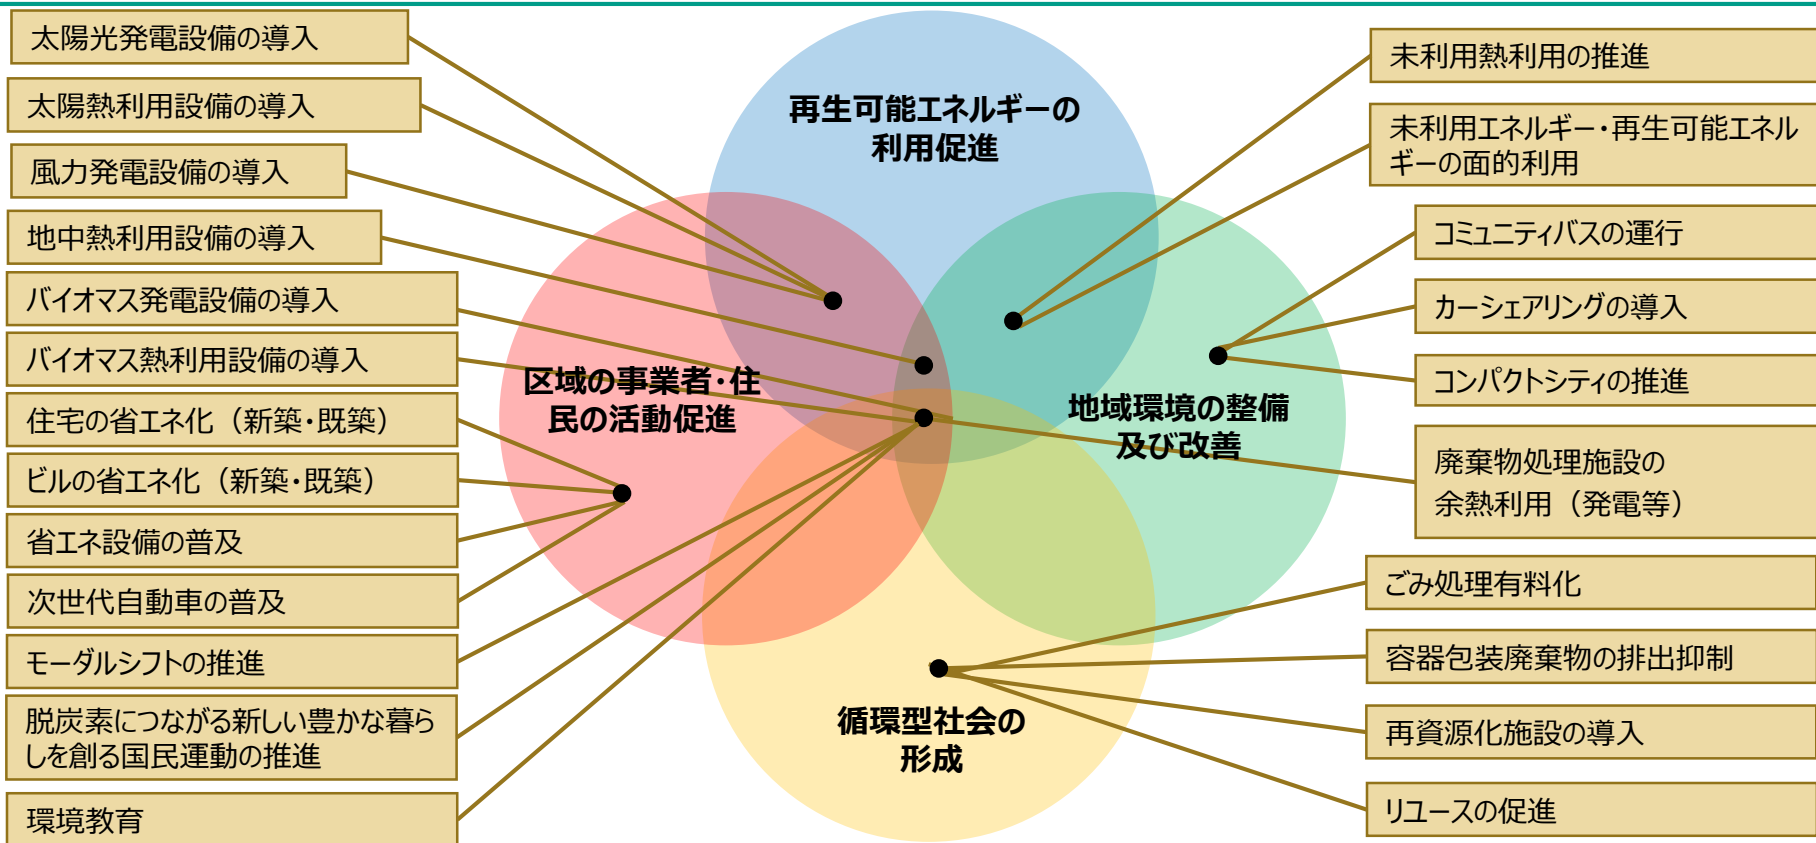 太陽光発電設備の導入
太陽熱利用設備の導入
風力発電設備の導入
地中熱利用設備の導入
バイオマス発電設備の導入
バイオマス熱利用設備の導入
住宅の省エネ化（新築・既築）
ビルの省エネ化（新築・既築）
省エネ設備の普及
次世代自動車の普及
モーダルシフトの推進
脱炭素につながる新しい豊かな暮ら
しを創る国民運動の推進
環境教育
再生可能エネルギーの
利用促進
区域の事業者・住
民の活動促進
地域環境の整備
及び改善
循環型社会の
形成
未利用熱利用の推進
未利用エネルギー・再生可能エネル
ギーの面的利用
コミュニティバスの運行
カーシェアリングの導入
コンパクトシティの推進
廃棄物処理施設の
余熱利用（発電等）
ごみ処理有料化
容器包装廃棄物の排出抑制
再資源化施設の導入
リユースの促進